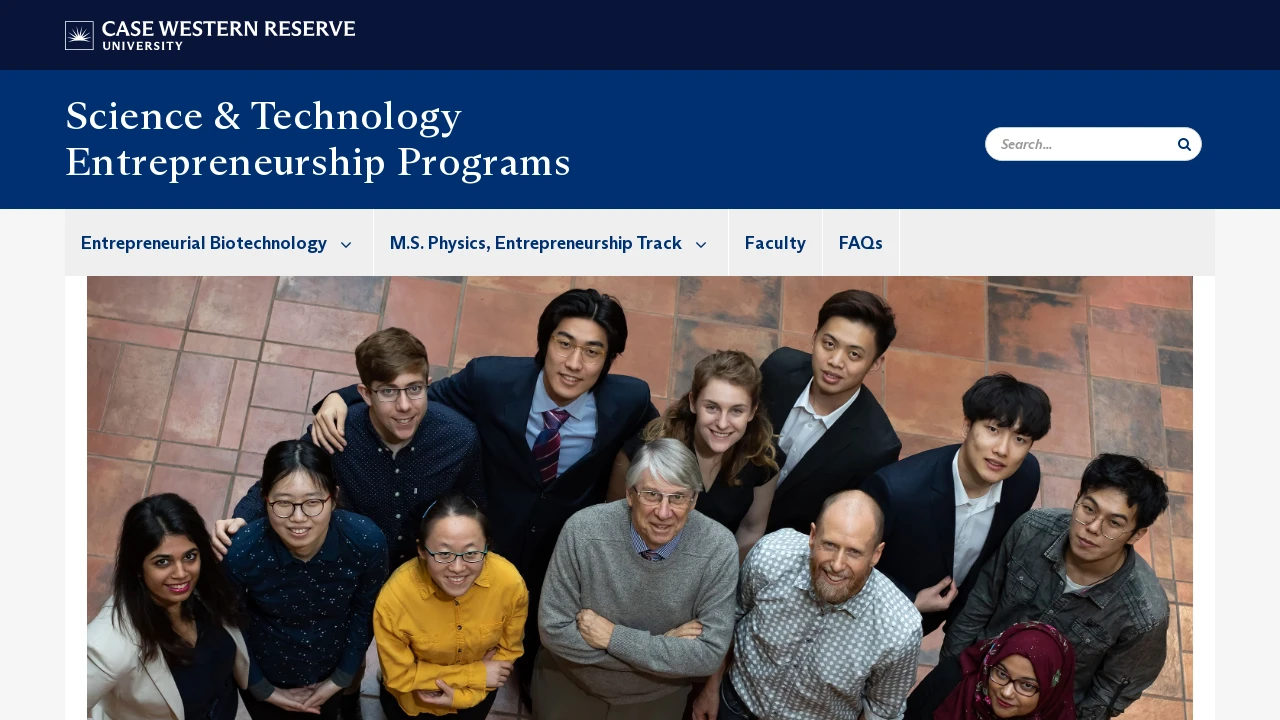 CASE WESTERN RESERVE
UNIVERSITY
Science & Technology
Entrepreneurship Programs
Search...
Entrepreneurial Biotechnology
M.S. Physics, Entrepreneurship Track
Faculty
FAQs